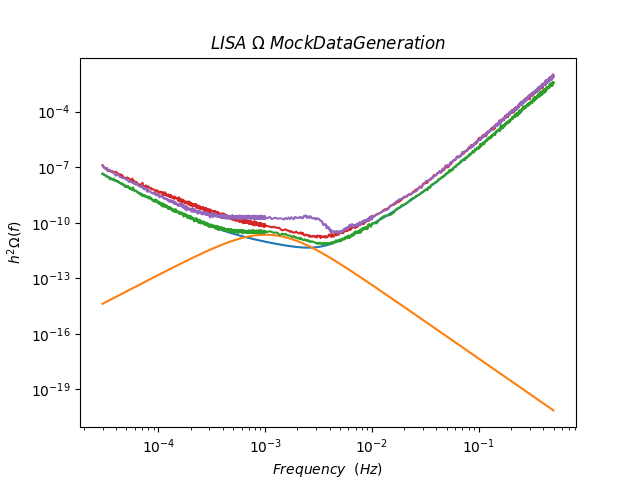 LISA Ω MockDataGeneration
h²Ω(f)
10⁻⁴
10⁻⁷
10⁻¹⁰
10⁻¹³
10⁻¹⁶
10⁻¹⁹
10⁻⁴ 10⁻³ 10⁻² 10⁻¹
Frequency (Hz)